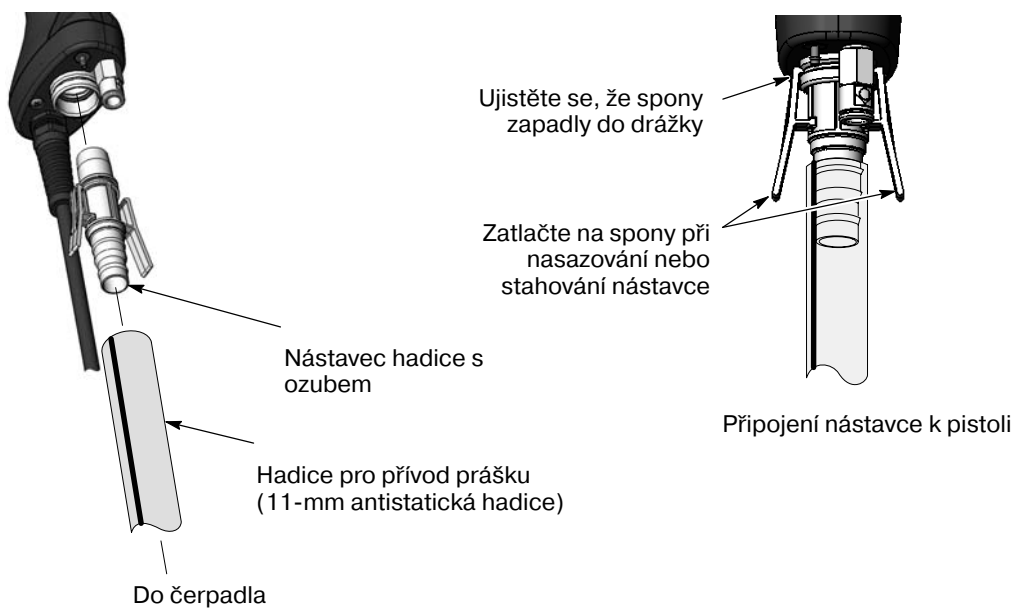 Ujistěte se, že spony
zapadly do drážky
Zatlačte na spony při
nasazování nebo
stahování nástavce
Nástavec hadice s
ozubem
Připojení nástavce k pistoli
Hadice pro přívod prášku
(11-mm antistatická hadice)
Do čerpadla